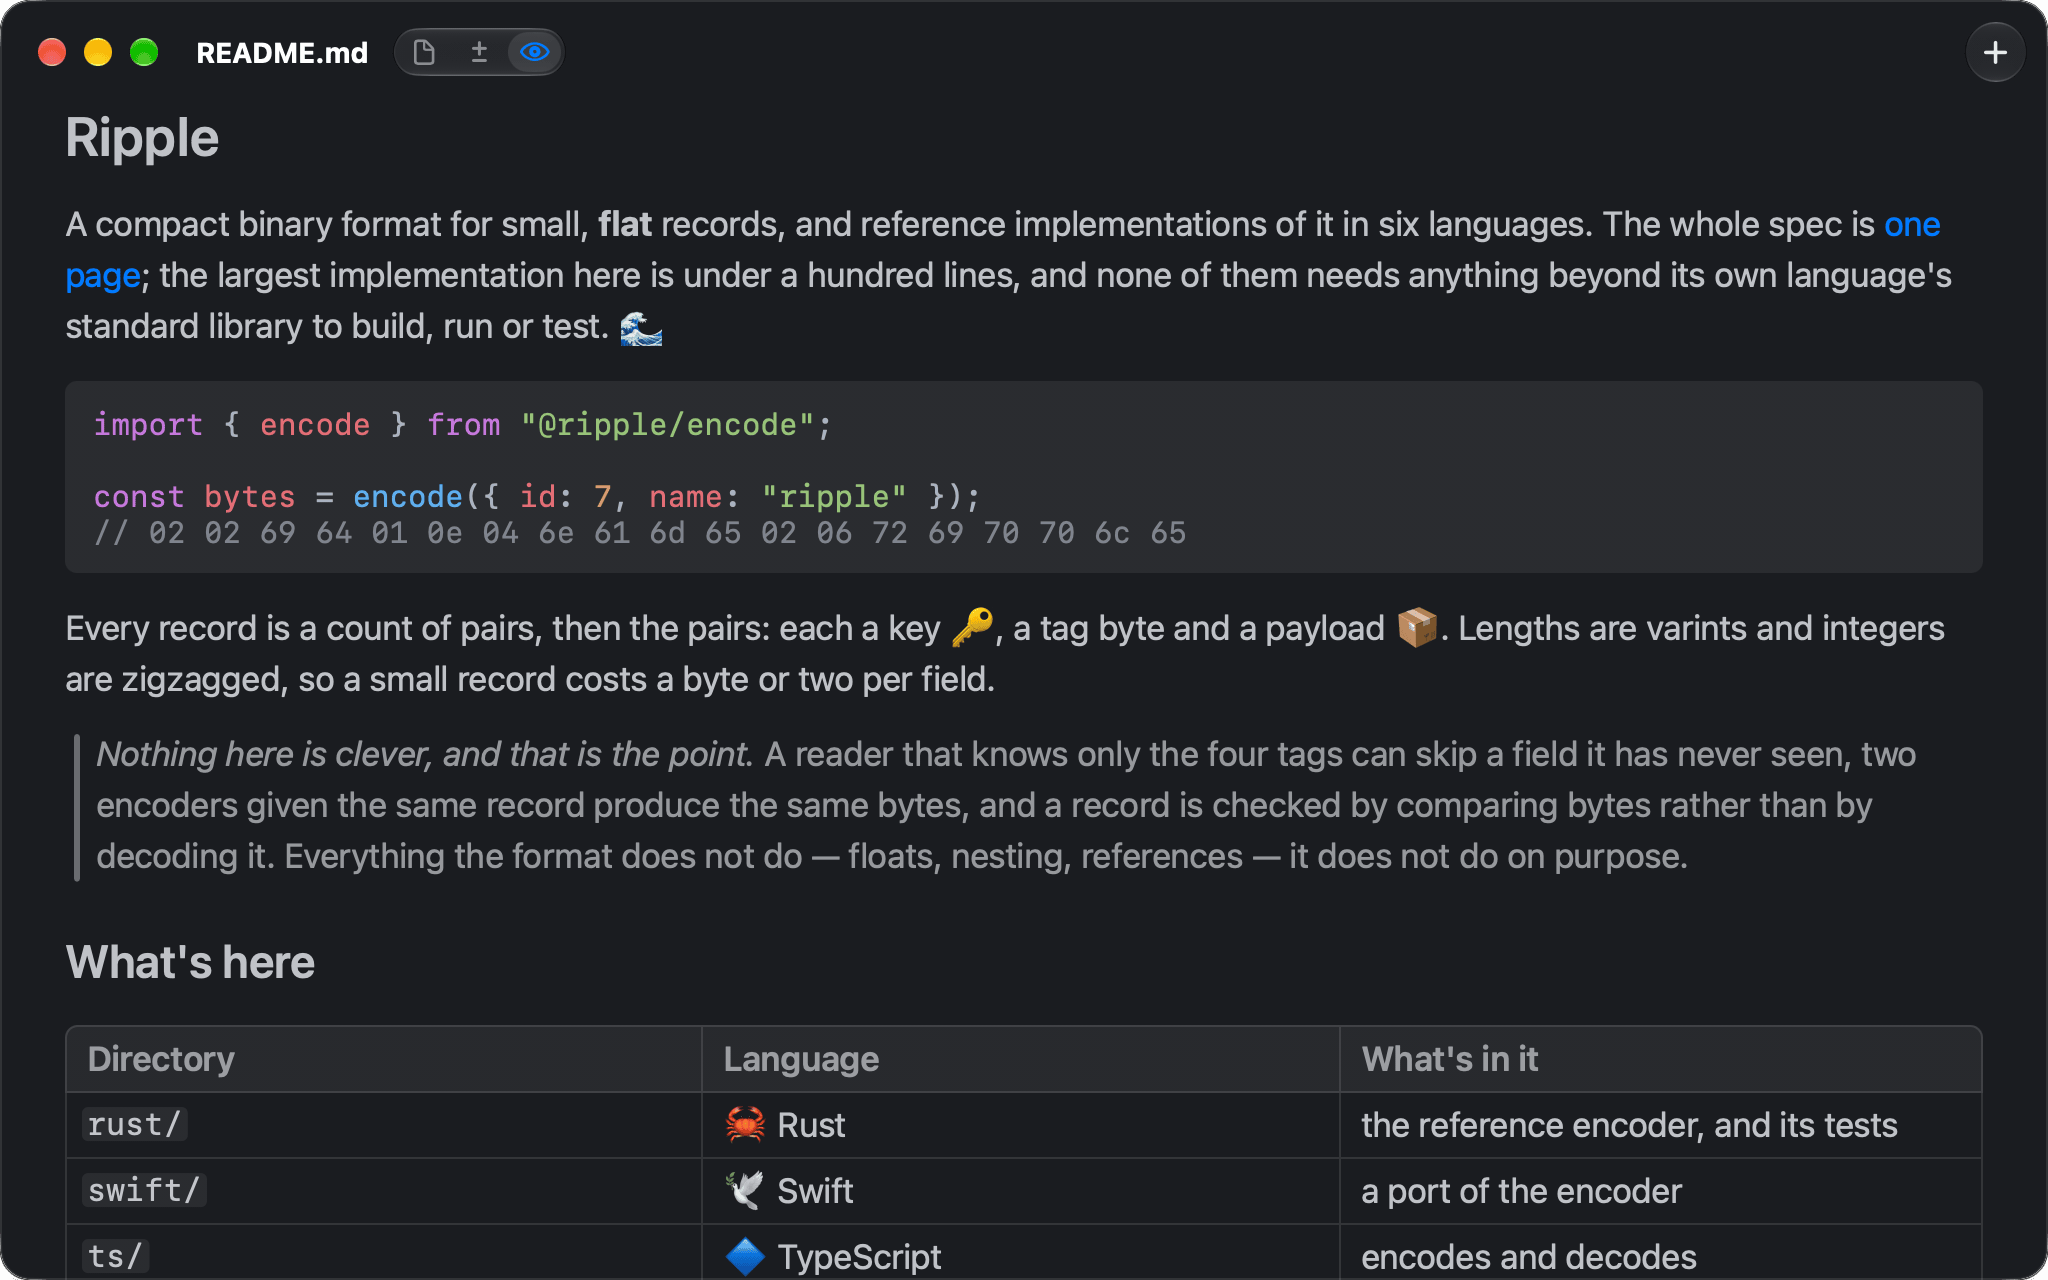 README.md
Ripple
A compact binary format for small, flat records, and reference implementations of it in six languages. The whole spec is one
page; the largest implementation here is under a hundred lines, and none of them needs anything beyond its own language's
standard library to build, run or test. 🌊
import { encode } from "@ripple/encode";
const bytes = encode({ id: 7, name: "ripple" });
// 02 02 69 64 01 0e 04 6e 61 6d 65 02 06 72 69 70 70 6c 65
Every record is a count of pairs, then the pairs: each a key 🔑, a tag byte and a payload 📦. Lengths are varints and integers
are zigzagged, so a small record costs a byte or two per field.
Nothing here is clever, and that is the point. A reader that knows only the four tags can skip a field it has never seen, two
encoders given the same record produce the same bytes, and a record is checked by comparing bytes rather than by
decoding it. Everything the format does not do — floats, nesting, references — it does not do on purpose.
What's here
Directory Language What's in it
rust/ 🦀 Rust the reference encoder, and its tests
swift/ 🕊️ Swift a port of the encoder
ts/ 🔷 TypeScript encodes and decodes